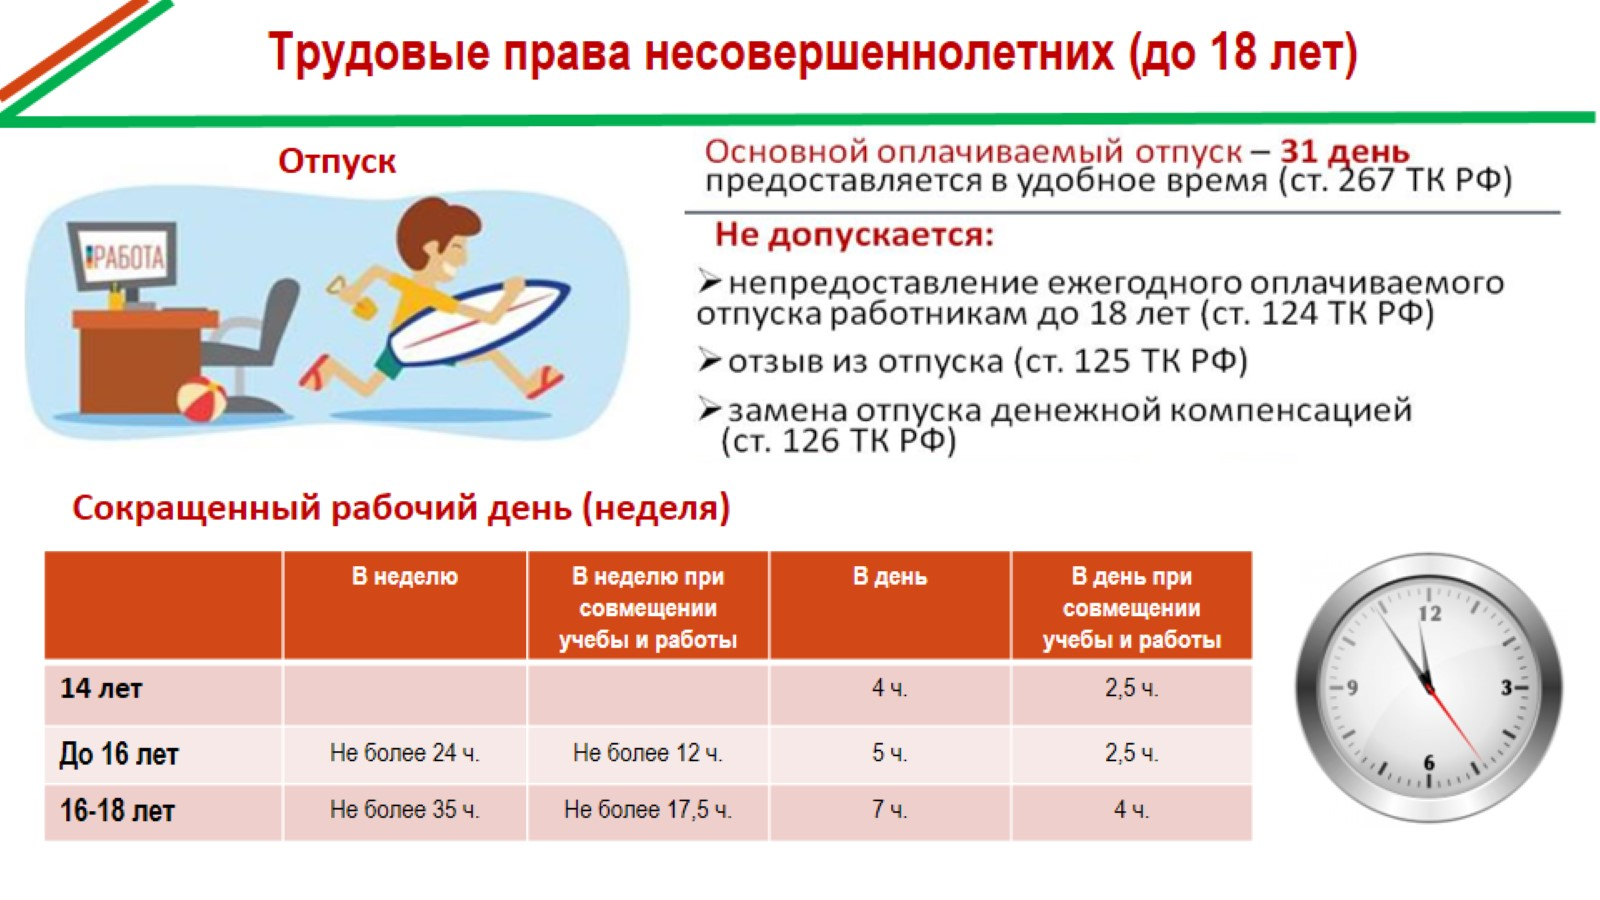 Трудовые права несовершеннолетних (до 18 лет)
Отпуск
РАБОТА
Основной оплачиваемый отпуск – 31 день
предоставляется в удобное время (ст. 267 ТК РФ)
Не допускается:
непредоставление ежегодного оплачиваемого
отпуска работникам до 18 лет (ст. 124 ТК РФ)
отзыв из отпуска (ст. 125 ТК РФ)
замена отпуска денежной компенсацией
(ст. 126 ТК РФ)
Сокращенный рабочий день (неделя)
В неделю
В неделю при
совмещении
учебы и работы
В день
В день при
совмещении
учебы и работы
14 лет
4 ч.
2,5 ч.
До 16 лет
Не более 24 ч.
Не более 12 ч.
5 ч.
2,5 ч.
16-18 лет
Не более 35 ч.
Не более 17,5 ч.
7 ч.
4 ч.
12
9
3
6